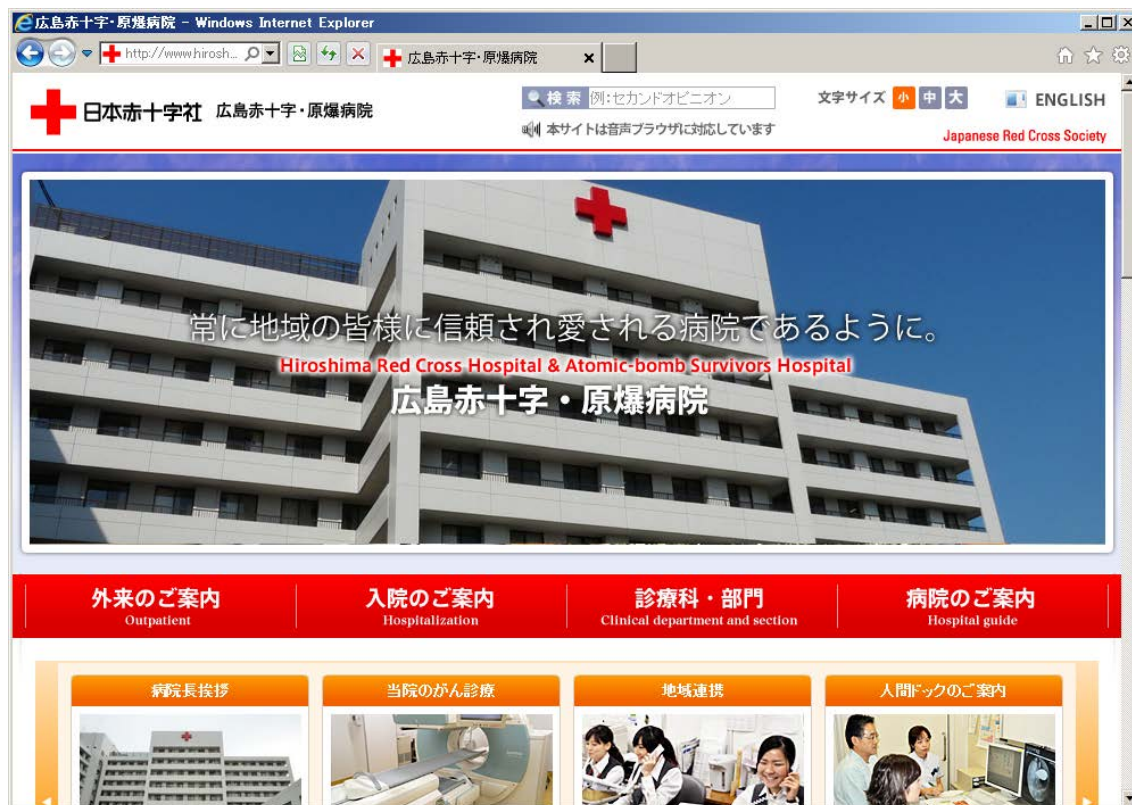 広島赤十字・原爆病院 - Windows Internet Explorer
http://www.hirosh...
広島赤十字・原爆病院
日本赤十字社 広島赤十字・原爆病院
検索 例:セカンドオピニオン
文字サイズ 小 中 大
ENGLISH
本サイトは音声ブラウザに対応しています
Japanese Red Cross Society
常に地域の皆様に信頼され愛される病院であるように。
Hiroshima Red Cross Hospital & Atomic-bomb Survivors Hospital
広島赤十字・原爆病院
外来のご案内
Outpatient
入院のご案内
Hospitalization
診療科・部門
Clinical department and section
病院のご案内
Hospital guide
病院長挨拶
当院のがん診療
地域連携
人間ドックのご案内